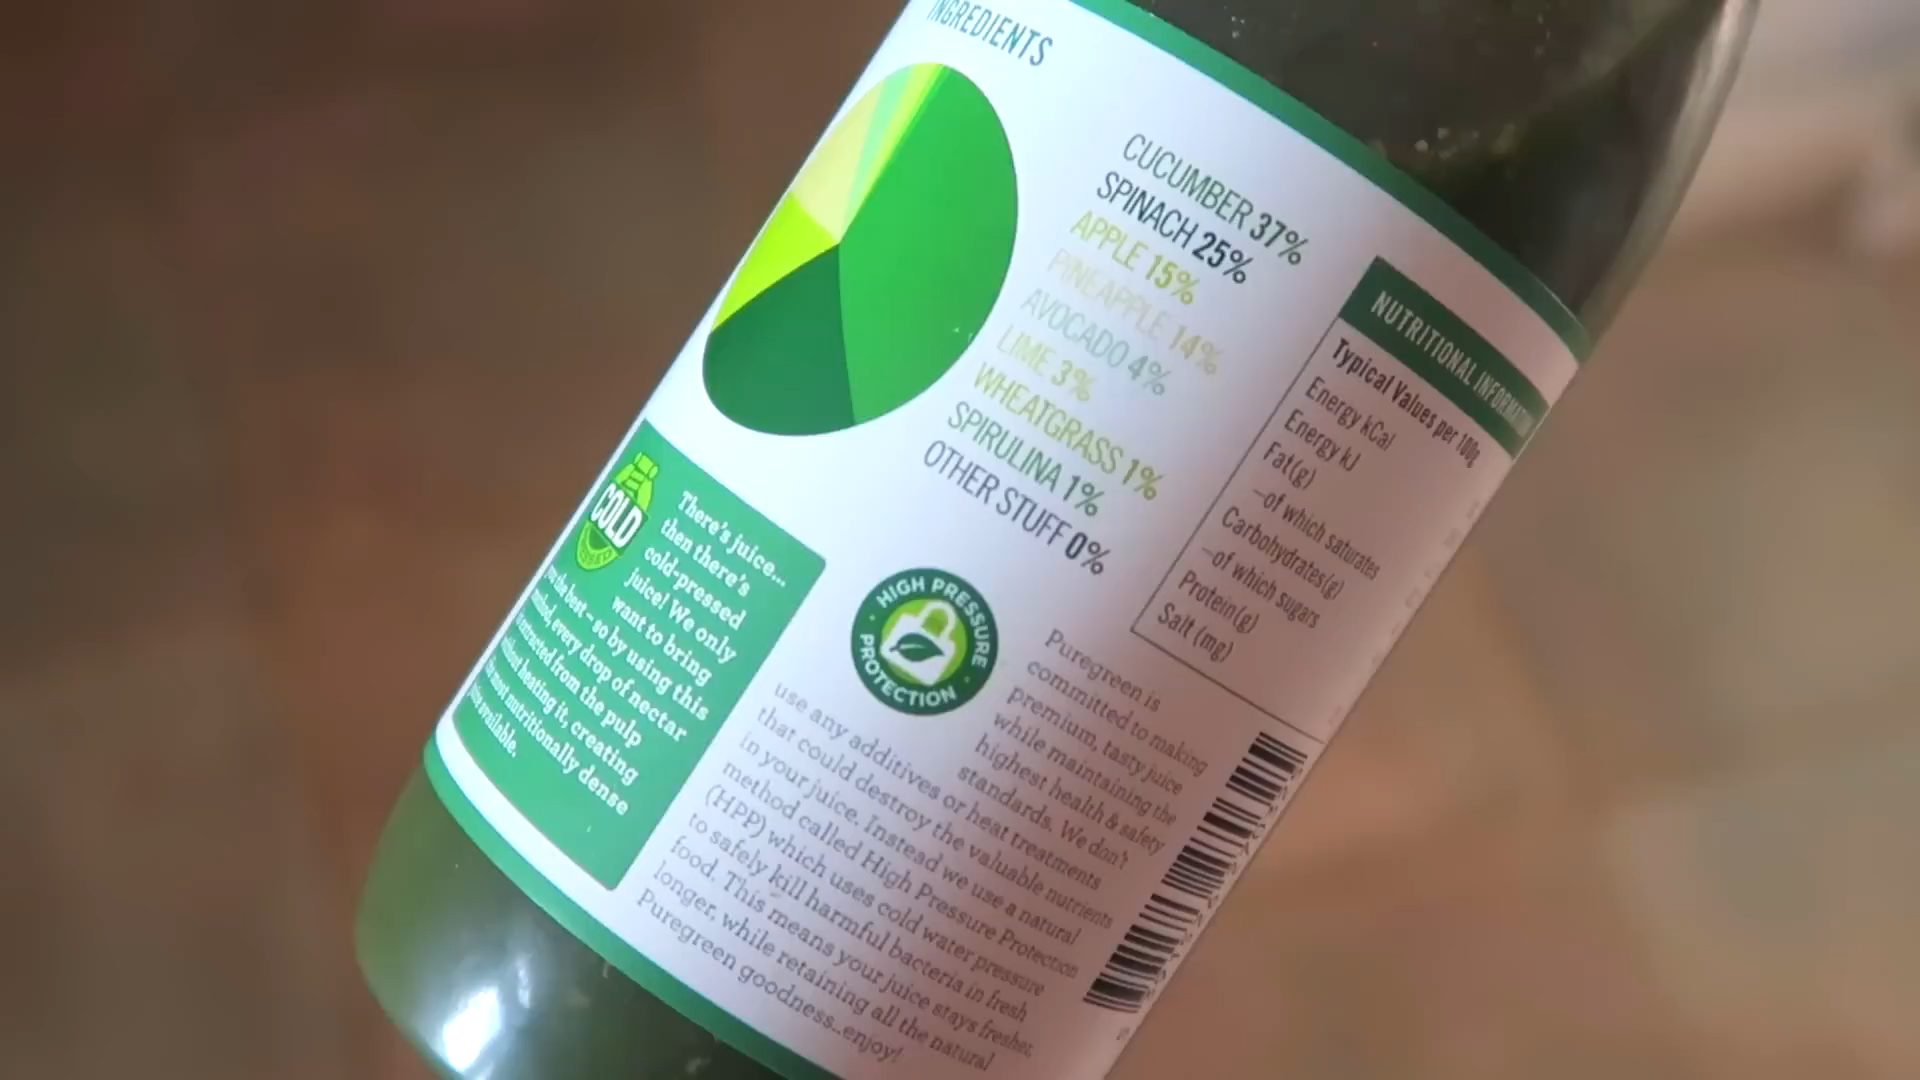 INGREDIENTS
CUCUMBER 37%
SPINACH 25%
APPLE 15%
PINEAPPLE 14%
AVOCADO 4%
LIME 3%
WHEATGRASS 1%
SPIRULINA 1%
OTHER STUFF 0%
NUTRITIONAL INFORMATI
Typical Values per 100g
Energy kCal
Energy kJ
Fat(g)
–of which saturates
Carbohydrates(g)
–of which sugars
Protein(g)
Salt (mg)
COLD
There's juice...
then there's
cold-pressed
juice! We only
want to bring
you the best – so by using this
method, every drop of nectar
is extracted from the pulp
without heating it, creating
the most nutritionally dense
juice available.
HIGH PRESSURE
PROTECTION
Puregreen is
committed to making
premium, tasty juice
while maintaining the
highest health & safety
standards. We don't
use any additives or heat treatments
that could destroy the valuable nutrients
in your juice. Instead we use a natural
method called High Pressure Protection
(HPP) which uses cold water pressure
to safely kill harmful bacteria in fresh
food. This means your juice stays fresher,
longer, while retaining all the natural
Puregreen goodness...enjoy!